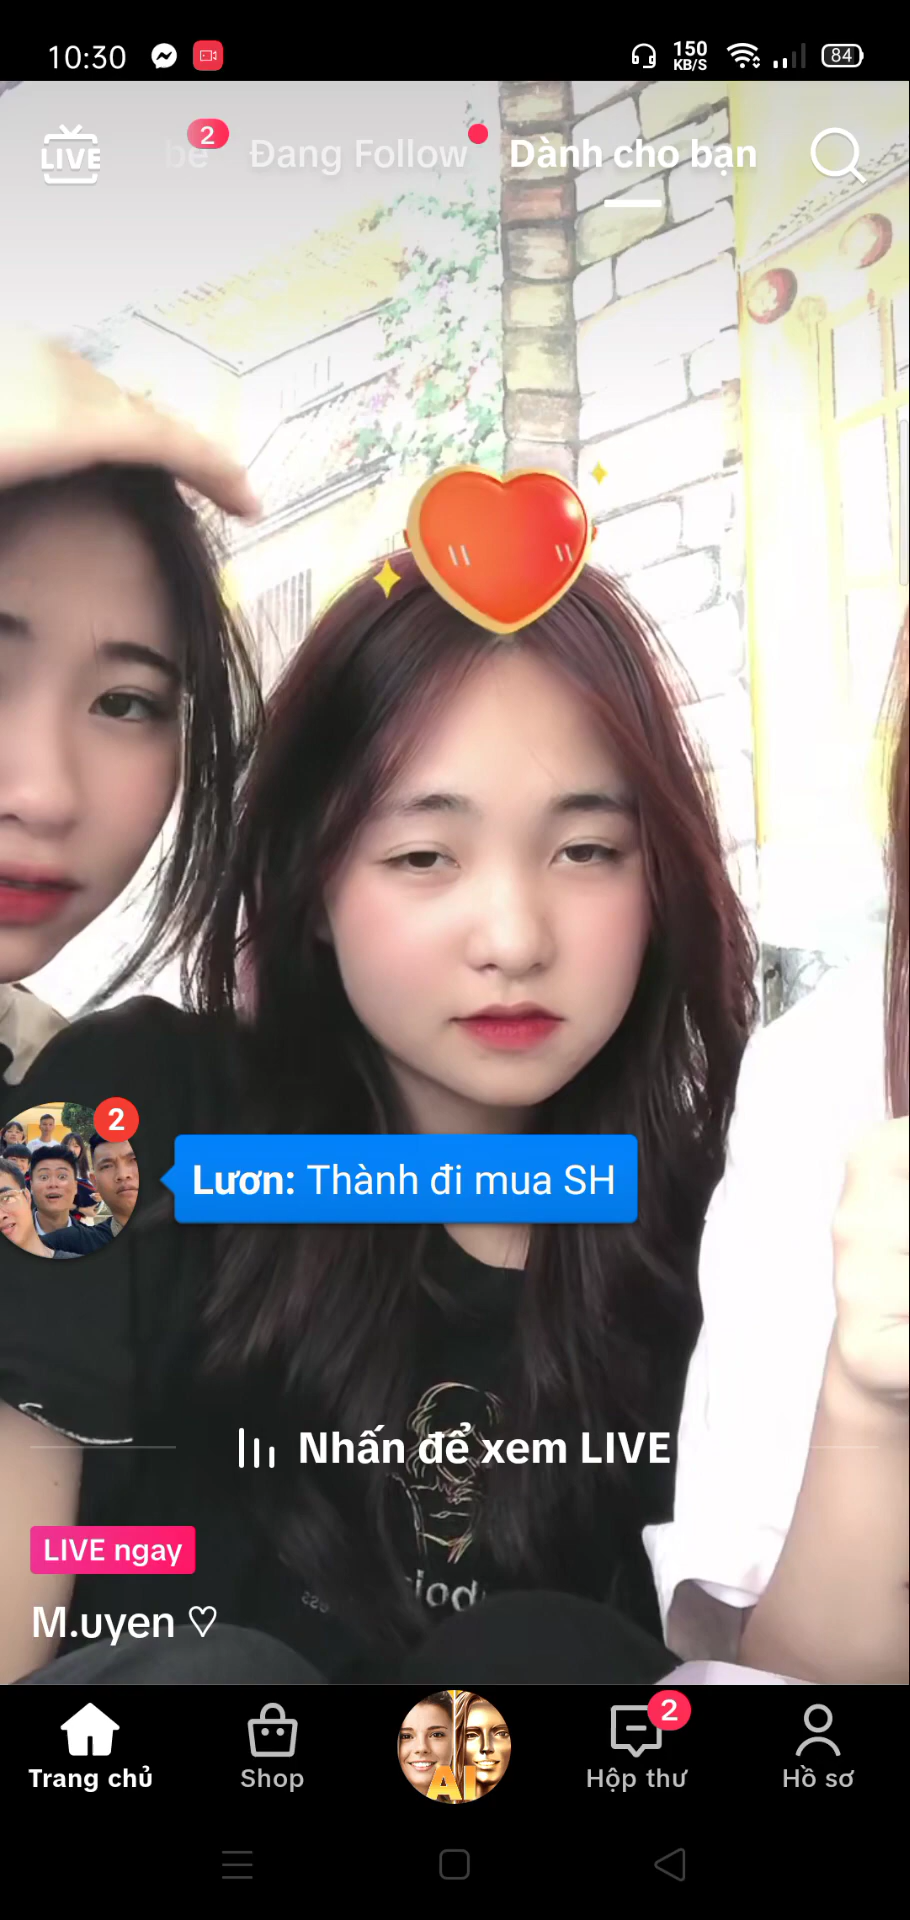 10:30
150
KB/S
84
LIVE
2
Đang Follow
Dành cho bạn
2
Lươn: Thành đi mua SH
Nhấn để xem LIVE
LIVE ngay
M.uyen ♡
AI
2
Trang chủ
Shop
Hộp thư
Hồ sơ